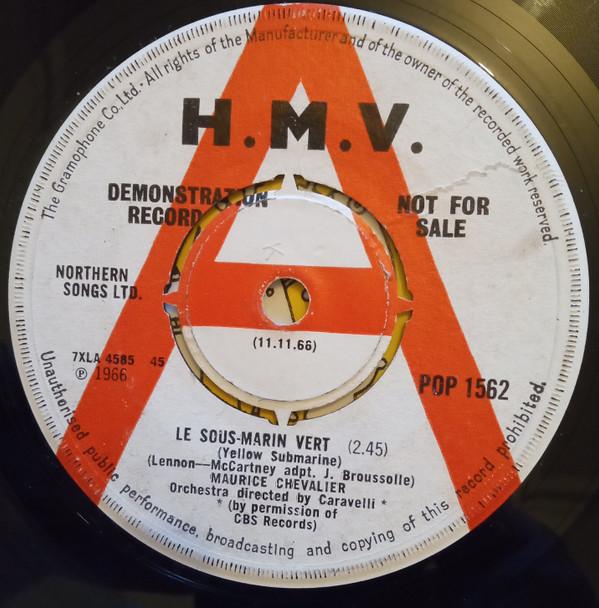 The Gramophone Co., Ltd. · All rights of the Manufacturer and of the owner of the recorded work reserved.
H.M.V.
DEMONSTRATION
RECORD
NOT FOR
SALE
NORTHERN
SONGS LTD.
K
(11.11.66)
7XLA 4585 45
℗ 1966
POP 1562
LE SOUS-MARIN VERT (2.45)
(Yellow Submarine)
(Lennon—McCartney adpt. J. Broussolle)
MAURICE CHEVALIER
Orchestra directed by Caravelli *
* (by permission of
CBS Records)
Unauthorised public performance, broadcasting and copying of this record prohibited.